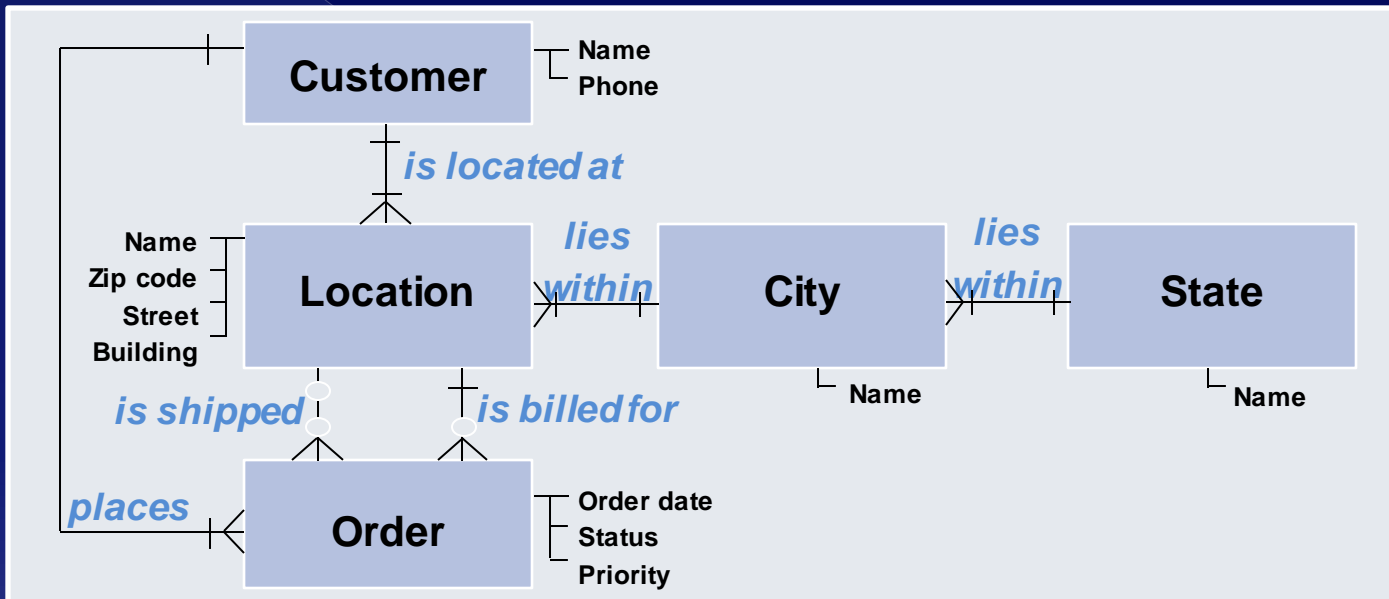 Customer
Name
Phone
is located at
Name
Zip code
Street
Building
Location
lies
within
City
Name
lies
within
State
Name
is shipped
is billed for
places
Order
Order date
Status
Priority